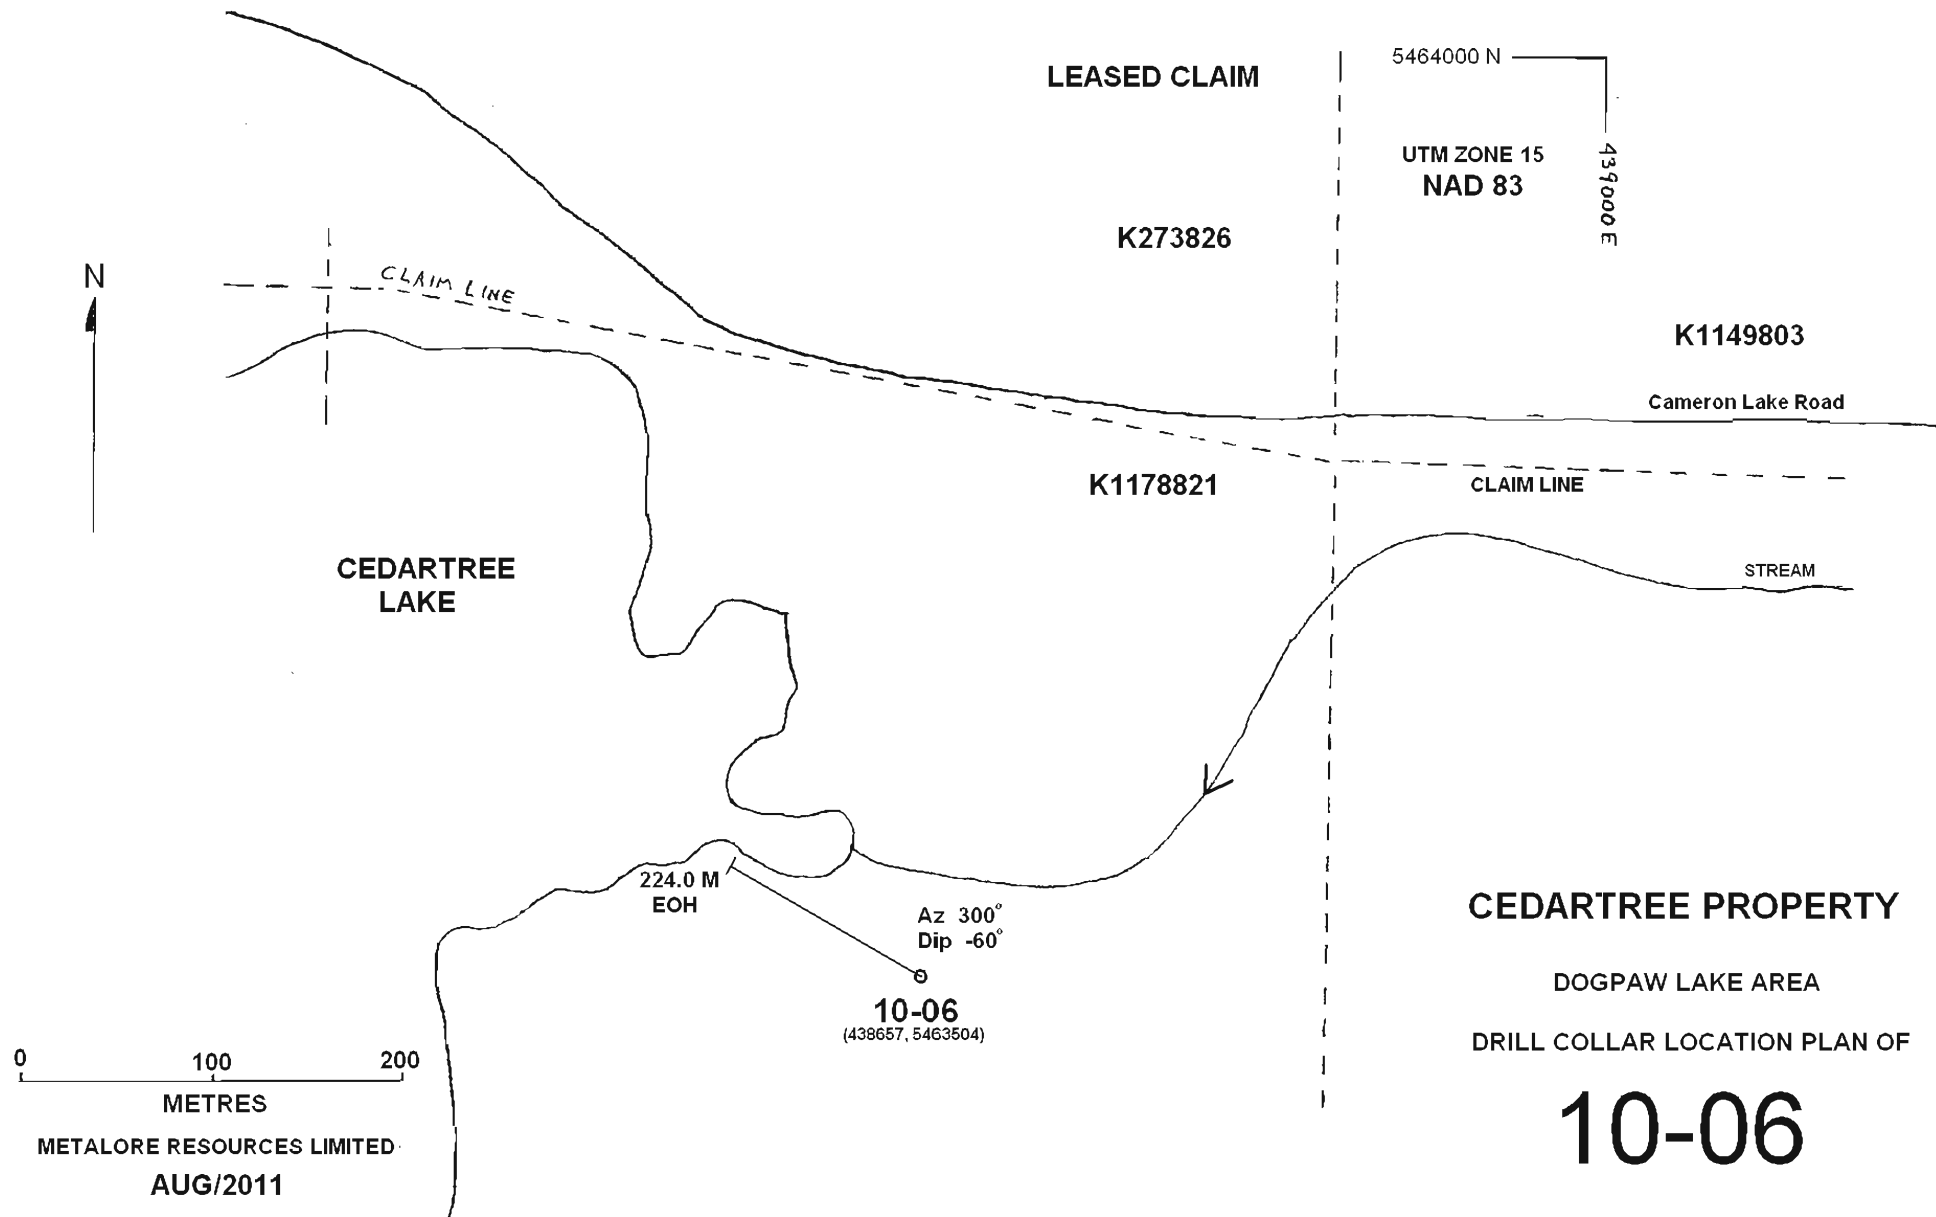 LEASED CLAIM
5464000 N
439000 E
UTM ZONE 15
NAD 83
K273826
N
CLAIM LINE
K1149803
Cameron Lake Road
K1178821
CLAIM LINE
CEDARTREE
LAKE
STREAM
224.0 M
EOH
Az 300°
Dip -60°
10-06
(438657, 5463504)
0 100 200
METRES
METALORE RESOURCES LIMITED
AUG/2011
CEDARTREE PROPERTY
DOGPAW LAKE AREA
DRILL COLLAR LOCATION PLAN OF
10-06